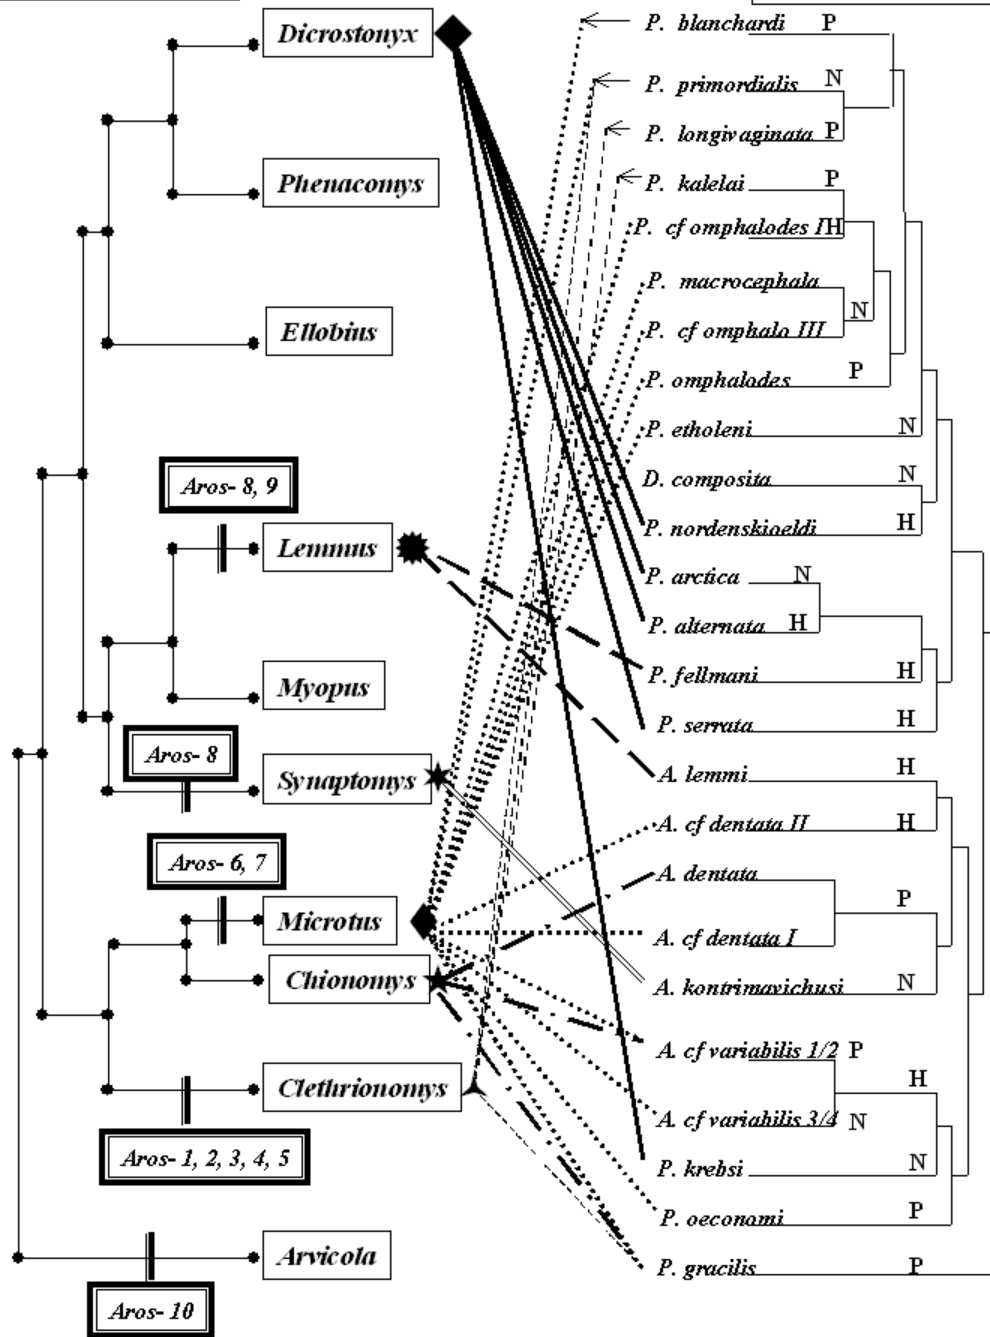 Dicrostonyx
Phenacomys
Ellobius
Aros- 8, 9
Lemmus
Myopus
Aros- 8
Synaptomys
Aros- 6, 7
Microtus
Chionomys
Clethrionomys
Aros- 1, 2, 3, 4, 5
Arvicola
Aros- 10
P. blanchardi P
P. primordialis N
P. longivaginata P
P. kalelai P
P. cf omphalodes I H
P. macrocephala
N
P. cf omphalo III
P. omphalodes P
P. etholeni N
D. composita N
P. nordenskioeldi H
P. arctica N
P. alternata H
P. fellmani H
P. serrata H
A. lemmi H
A. cf dentata II H
A. dentata
P
A. cf dentata I
A. kontrimavichusi N
A. cf variabilis 1/2 P
H
A. cf variabilis 3/4 N
P. krebsi N
P. oeconomi P
P. gracilis P